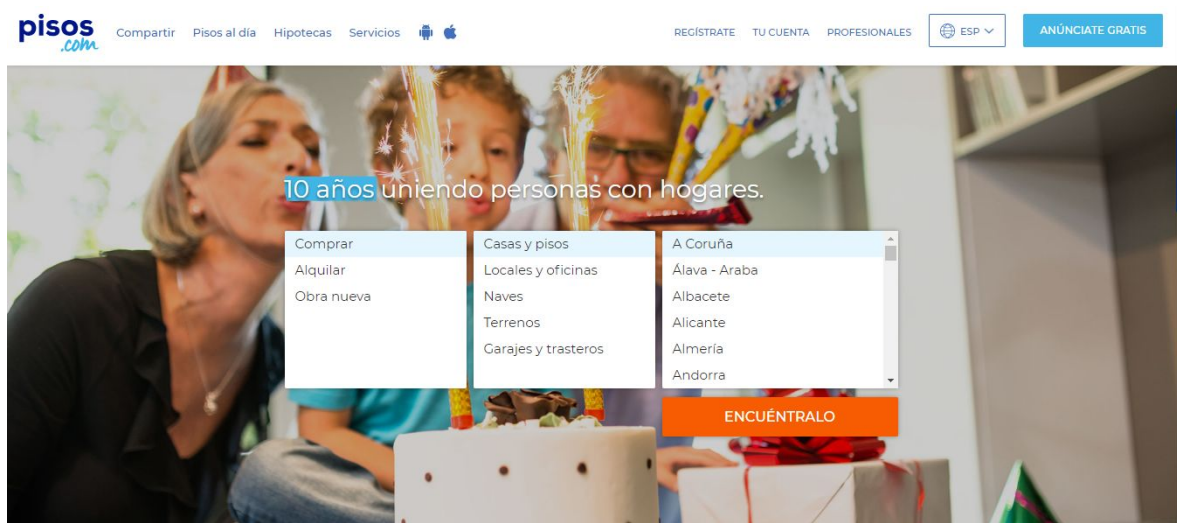 pisos
.com
Compartir Pisos al día Hipotecas Servicios
REGÍSTRATE TU CUENTA PROFESIONALES ESP ANÚNCIATE GRATIS
10 años uniendo personas con hogares.
Comprar
Alquilar
Obra nueva
Casas y pisos
Locales y oficinas
Naves
Terrenos
Garajes y trasteros
A Coruña
Álava - Araba
Albacete
Alicante
Almería
Andorra
ENCUÉNTRALO